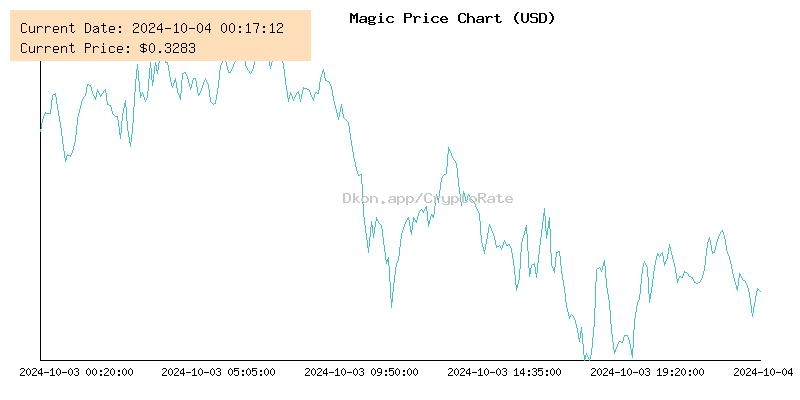 Magic Price Chart (USD)
Current Date: 2024-10-04 00:17:12
Current Price: $0.3283
Dkon.app/CryptoRate
2024-10-03 00:20:00 2024-10-03 05:05:00 2024-10-03 09:50:00 2024-10-03 14:35:00 2024-10-03 19:20:00 2024-10-04